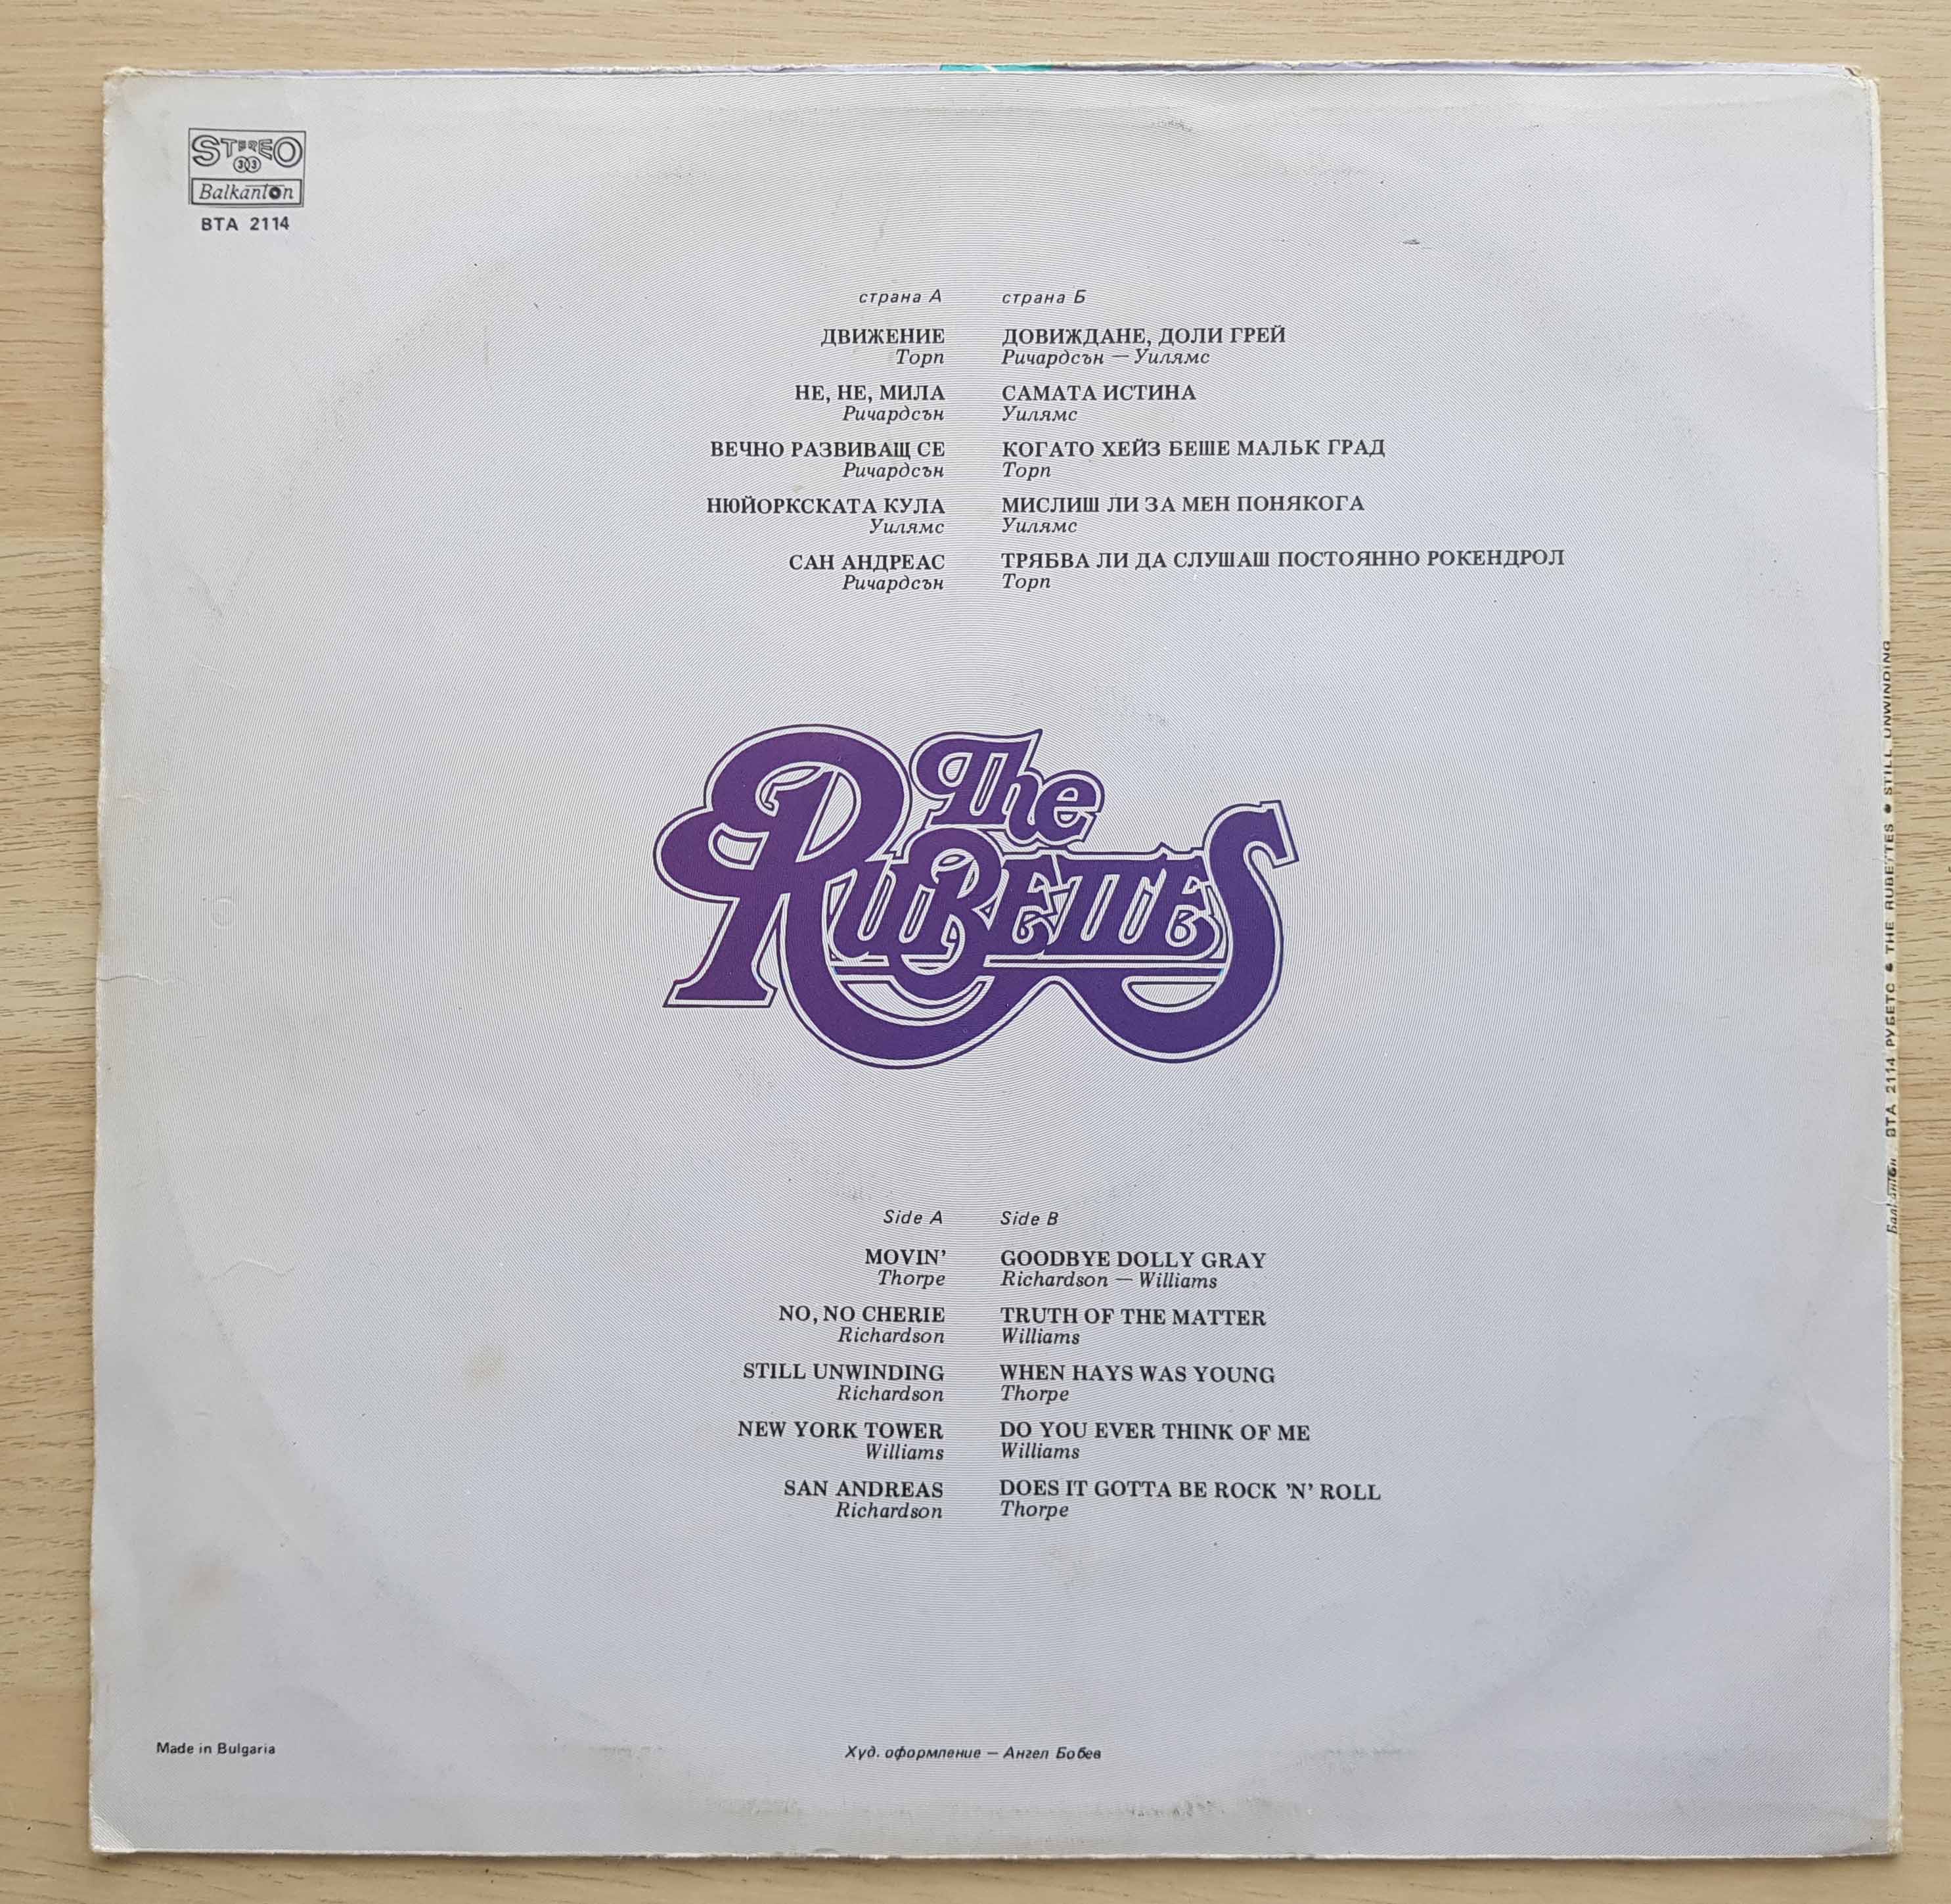 STEREO
33
Balkanton
ВТА 2114
страна А
ДВИЖЕНИЕ
Торп
НЕ, НЕ, МИЛА
Ричардсън
ВЕЧНО РАЗВИВАЩ СЕ
Ричардсън
НЮЙОРКСКАТА КУЛА
Уилямс
САН АНДРЕАС
Ричардсън
страна Б
ДОВИЖДАНЕ, ДОЛИ ГРЕЙ
Ричардсън — Уилямс
САМАТА ИСТИНА
Уилямс
КОГАТО ХЕЙЗ БЕШЕ МАЛЬК ГРАД
Торп
МИСЛИШ ЛИ ЗА МЕН ПОНЯКОГА
Уилямс
ТРЯБВА ЛИ ДА СЛУШАШ ПОСТОЯННО РОКЕНДРОЛ
Торп
The
RUBETTES
Side A
MOVIN’
Thorpe
NO, NO CHERIE
Richardson
STILL UNWINDING
Richardson
NEW YORK TOWER
Williams
SAN ANDREAS
Richardson
Side B
GOODBYE DOLLY GRAY
Richardson — Williams
TRUTH OF THE MATTER
Williams
WHEN HAYS WAS YOUNG
Thorpe
DO YOU EVER THINK OF ME
Williams
DOES IT GOTTA BE ROCK ’N’ ROLL
Thorpe
Made in Bulgaria
Худ. оформление — Ангел Бобев
Балкантон ВТА 2114 РУБЕТС ● THE RUBETTES ● STILL UNWINDING